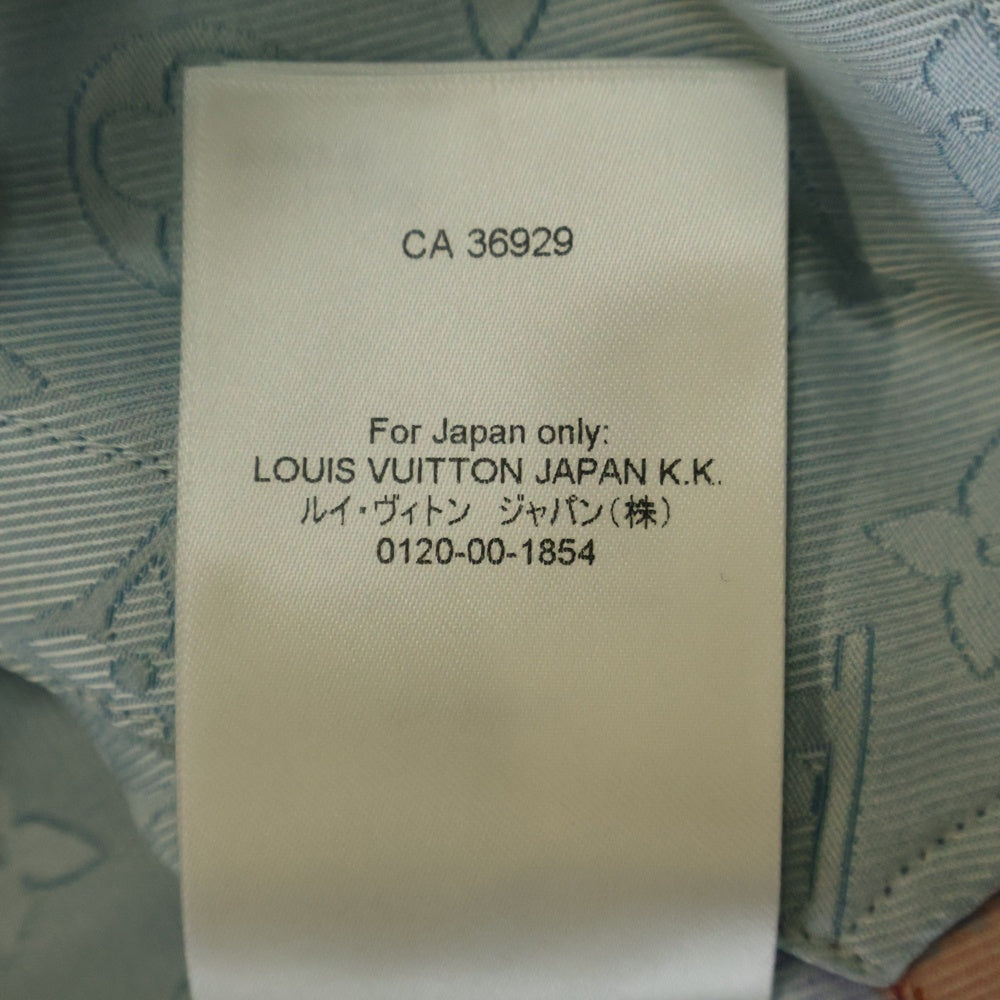 CA 36929
For Japan only:
LOUIS VUITTON JAPAN K.K.
ルイ・ヴィトン　ジャパン(株)
0120-00-1854